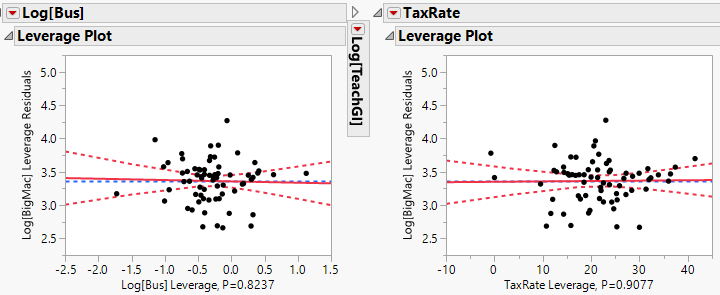 Log[Bus]
Leverage Plot
Log[BigMac] Leverage Residuals
5.0
4.5
4.0
3.5
3.0
2.5
-2.5 -2.0 -1.5 -1.0 -0.5 0.0 0.5 1.0 1.5
Log[Bus] Leverage, P=0.8237
Log[TeachGI]
TaxRate
Leverage Plot
Log[BigMac] Leverage Residuals
5.0
4.5
4.0
3.5
3.0
2.5
-10 0 10 20 30 40
TaxRate Leverage, P=0.9077